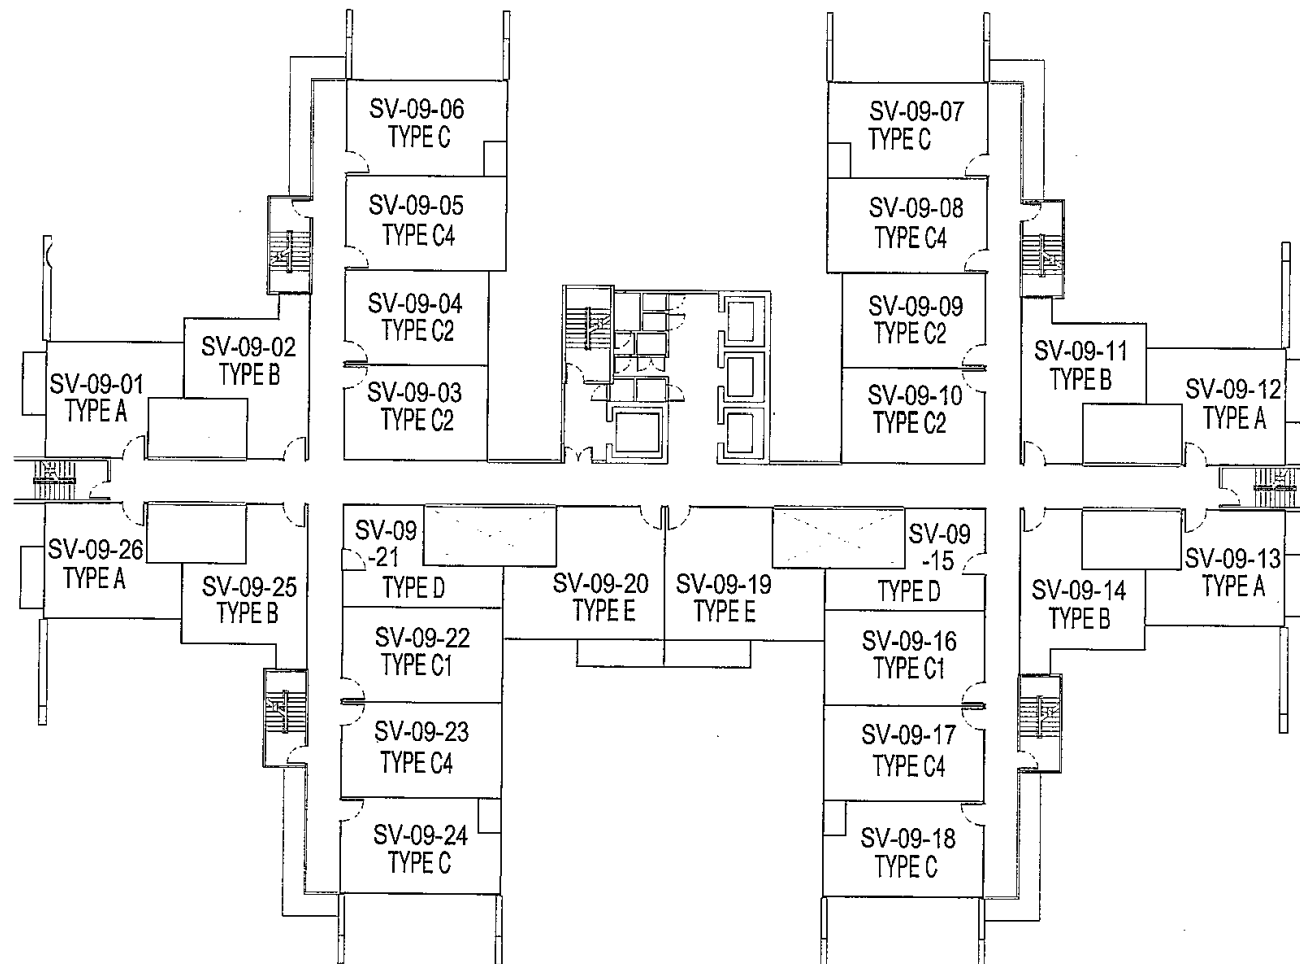 SV-09-06
TYPE C
SV-09-07
TYPE C
SV-09-05
TYPE C4
SV-09-08
TYPE C4
SV-09-04
TYPE C2
SV-09-09
TYPE C2
SV-09-02
TYPE B
SV-09-11
TYPE B
SV-09-01
TYPE A
SV-09-03
TYPE C2
SV-09-10
TYPE C2
SV-09-12
TYPE A
SV-09-26
TYPE A
SV-09-25
TYPE B
SV-09
-21
TYPE D
SV-09-20
TYPE E
SV-09-19
TYPE E
SV-09
-15
TYPE D
SV-09-14
TYPE B
SV-09-13
TYPE A
SV-09-22
TYPE C1
SV-09-16
TYPE C1
SV-09-23
TYPE C4
SV-09-17
TYPE C4
SV-09-24
TYPE C
SV-09-18
TYPE C